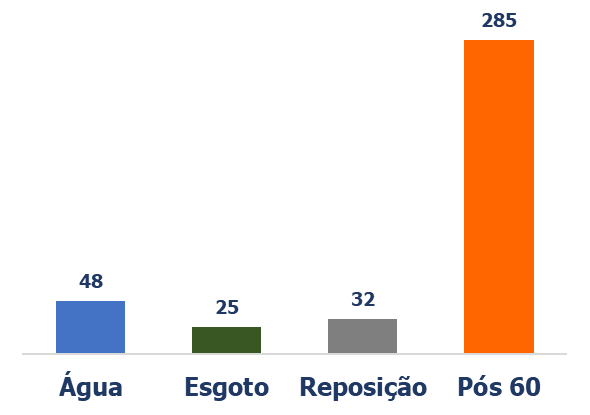 285
48
25
32
Água
Esgoto
Reposição
Pós 60